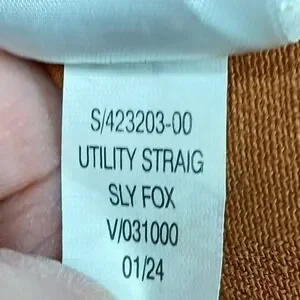 S/423203-00
UTILITY STRAIG
SLY FOX
V/031000
01/24